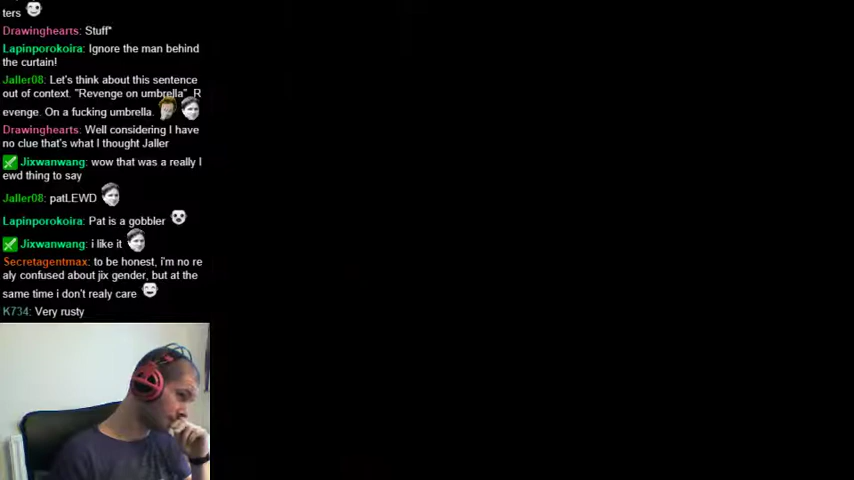 ters
Drawinghearts: Stuff*
Lapinporokoira: Ignore the man behind
the curtain!
Jaller08: Let's think about this sentence
out of context. "Revenge on umbrella". R
evenge. On a fucking umbrella.
Drawinghearts: Well considering I have
no clue that's what I thought Jaller
Jixwanwang: wow that was a really l
ewd thing to say
Jaller08: patLEWD
Lapinporokoira: Pat is a gobbler
Jixwanwang: i like it
Secretagentmax: to be honest, i'm no re
aly confused about jix gender, but at the
same time i don't realy care
K734: Very rusty